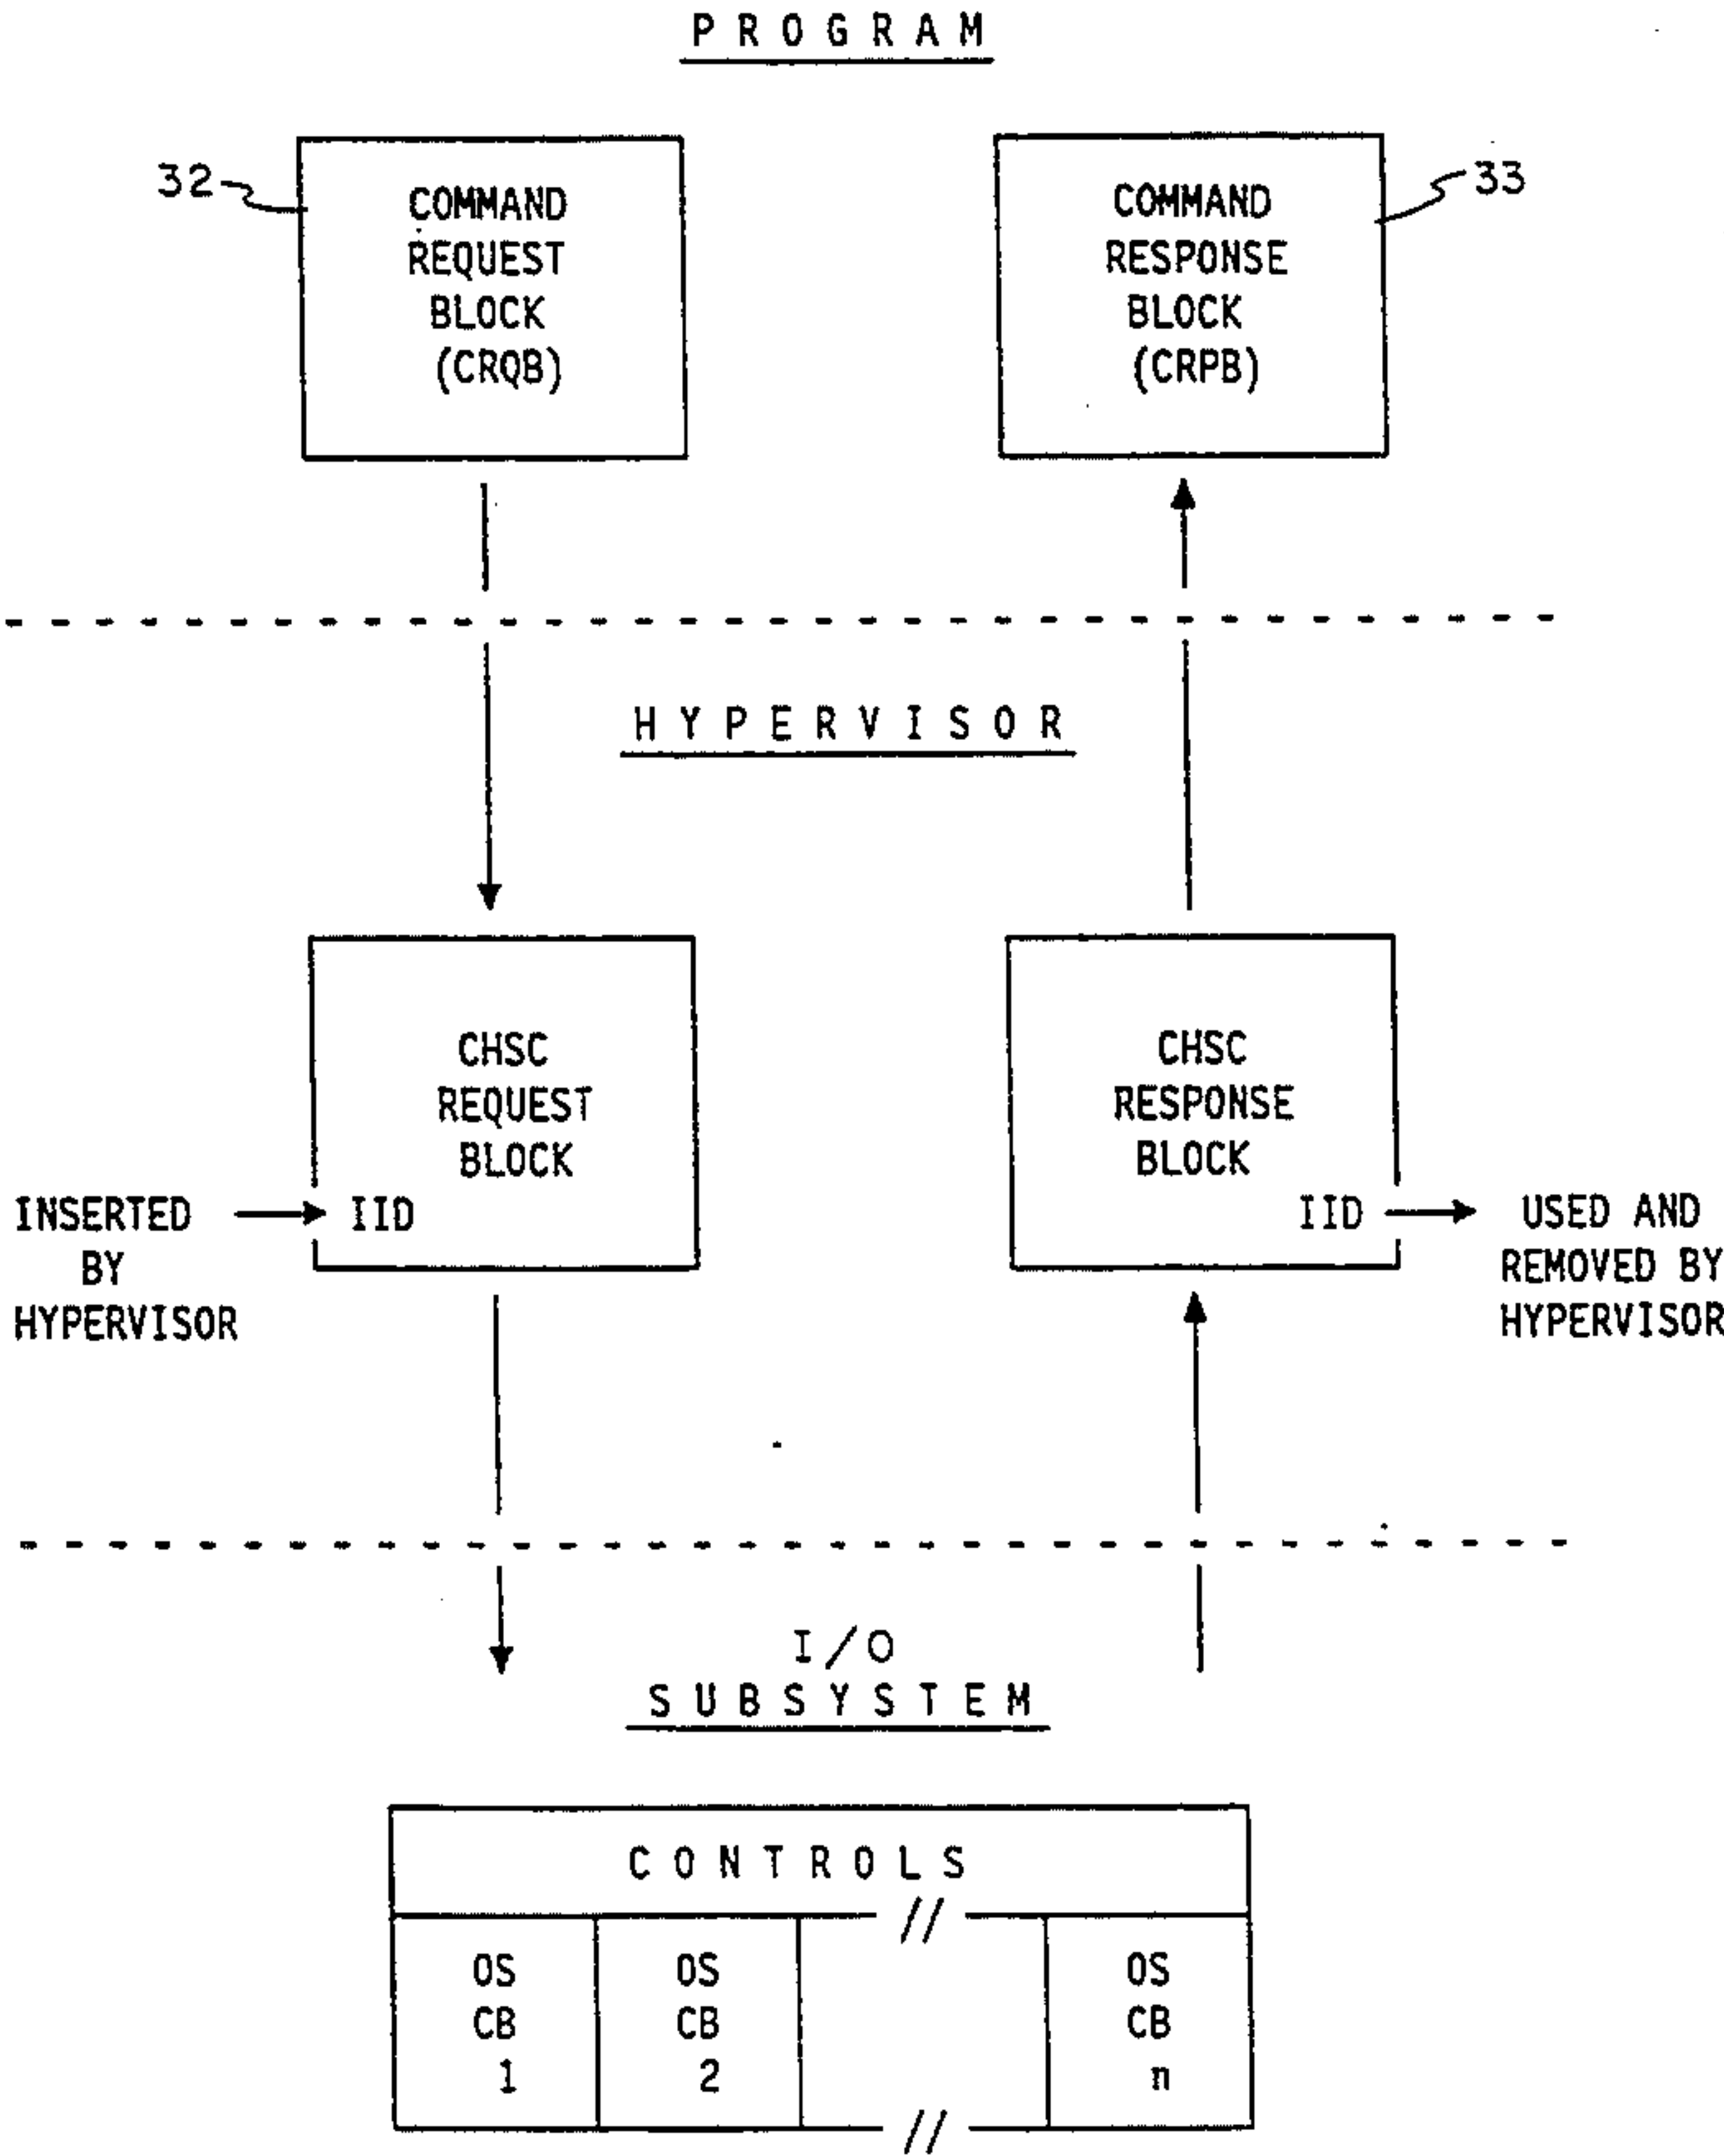 PROGRAM
32
COMMAND
REQUEST
BLOCK
(CRQB)
COMMAND
RESPONSE
BLOCK
(CRPB)
33
HYPERVISOR
CHSC
REQUEST
BLOCK
IID
INSERTED
BY
HYPERVISOR
CHSC
RESPONSE
BLOCK
IID
USED AND
REMOVED BY
HYPERVISOR
I/O
SUBSYSTEM
CONTROLS
//
OS
CB
1
OS
CB
2
OS
CB
n
//